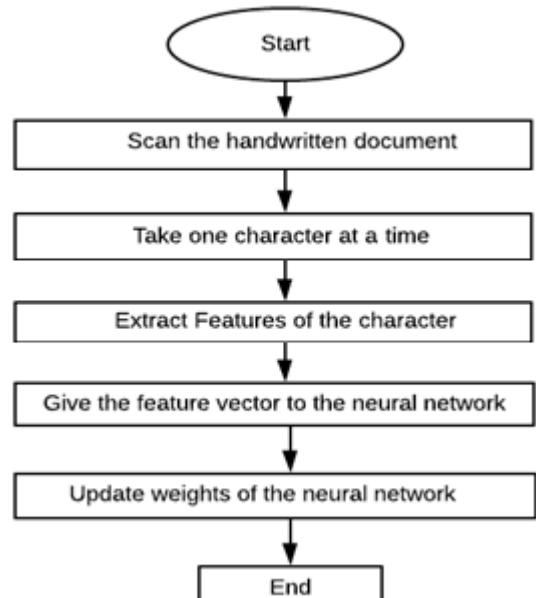 Start
Scan the handwritten document
Take one character at a time
Extract Features of the character
Give the feature vector to the neural network
Update weights of the neural network
End